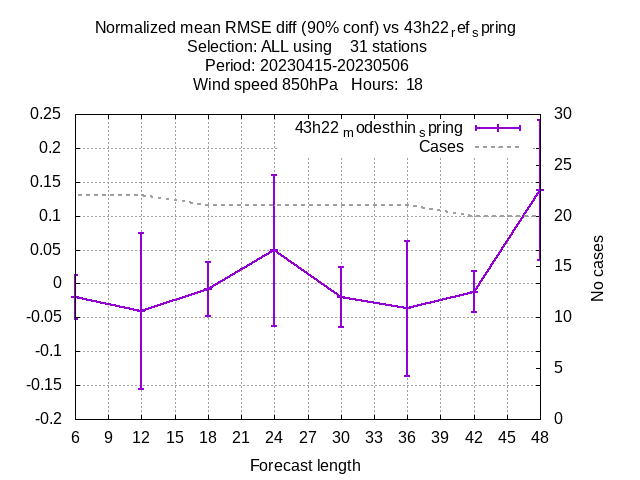 Normalized mean RMSE diff (90% conf) vs 43h22refspring
Selection: ALL using 31 stations
Period: 20230415-20230506
Wind speed 850hPa Hours: 18
0.25 30
43h22modesthinspring
Cases
0.2
25
0.15
0.1 20
0.05
15
0
-0.05 10
-0.1
5
-0.15
-0.2 0
No cases
6 9 12 15 18 21 24 27 30 33 36 39 42 45 48
Forecast length